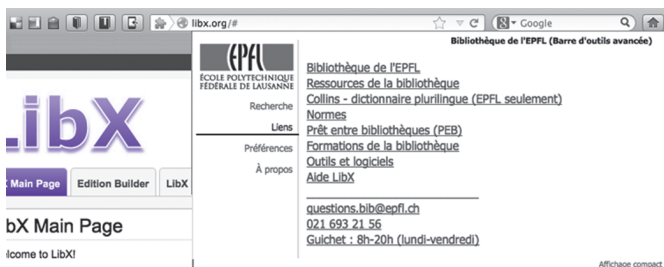 libx.org/#
Google
Bibliothèque de l'EPFL (Barre d'outils avancée)
EPFL
ÉCOLE POLYTECHNIQUE
FÉDÉRALE DE LAUSANNE
Recherche
Liens
Préférences
À propos
Bibliothèque de l'EPFL
Ressources de la bibliothèque
Collins - dictionnaire plurilingue (EPFL seulement)
Normes
Prêt entre bibliothèques (PEB)
Formations de la bibliothèque
Outils et logiciels
Aide LibX
questions.bib@epfl.ch
021 693 21 56
Guichet : 8h-20h (lundi-vendredi)
Affichage compact
LibX
X Main Page
Edition Builder
LibX
bX Main Page
lcome to LibX!